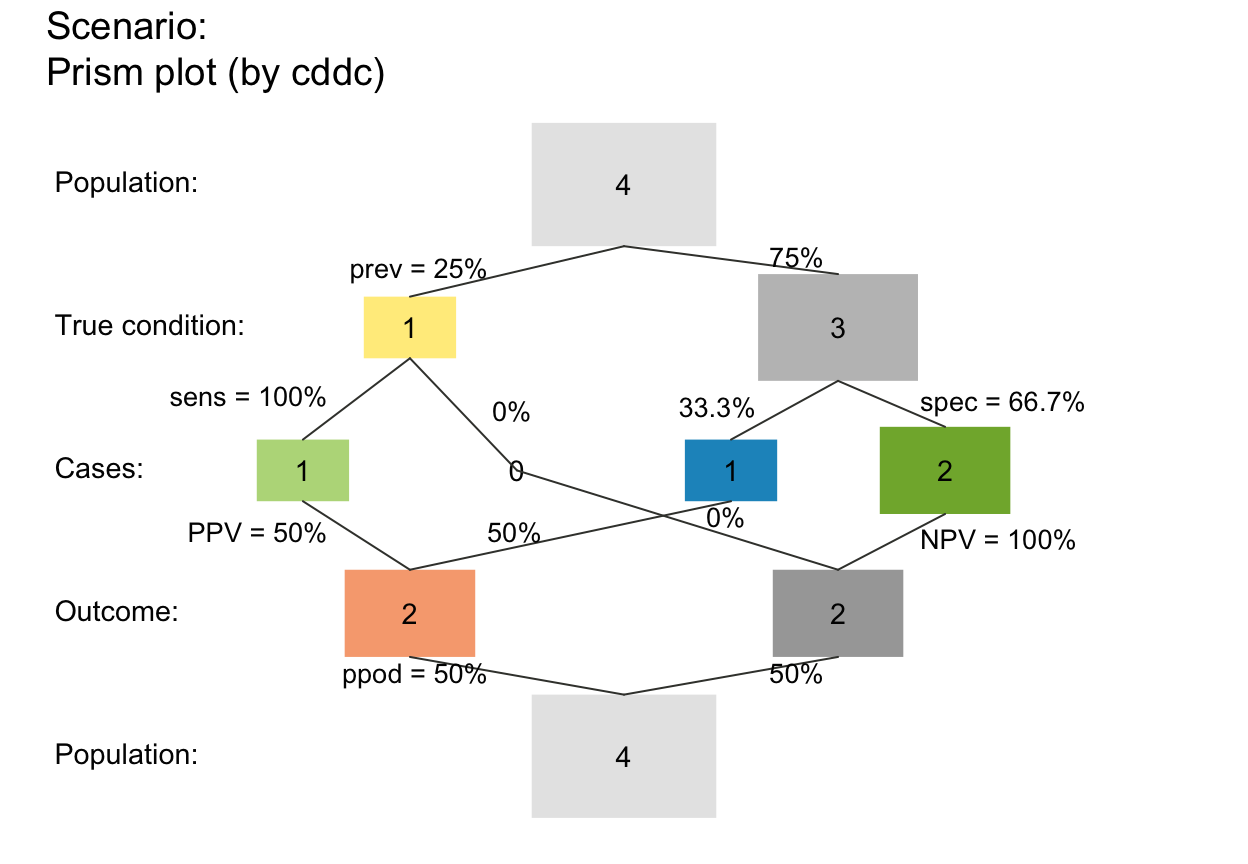 Scenario:
Prism plot (by cddc)
Population:
4
prev = 25%
75%
True condition:
1
3
sens = 100%
0%
33.3%
spec = 66.7%
Cases:
1
0
1
2
PPV = 50%
50%
0%
NPV = 100%
Outcome:
2
2
ppod = 50%
50%
Population:
4